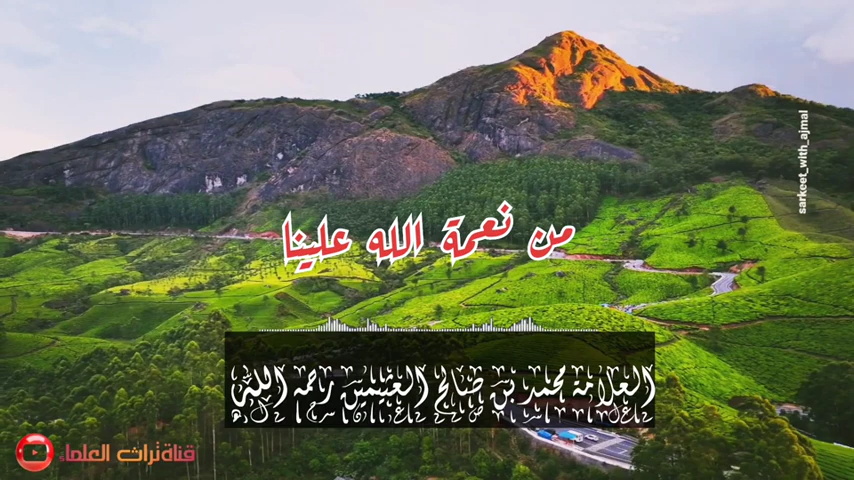 sarkeet_with_ajmal
من نعمة الله علينا
العلامة محمد بن صالح العثيمين رحمه الله
قناة تراث العلماء